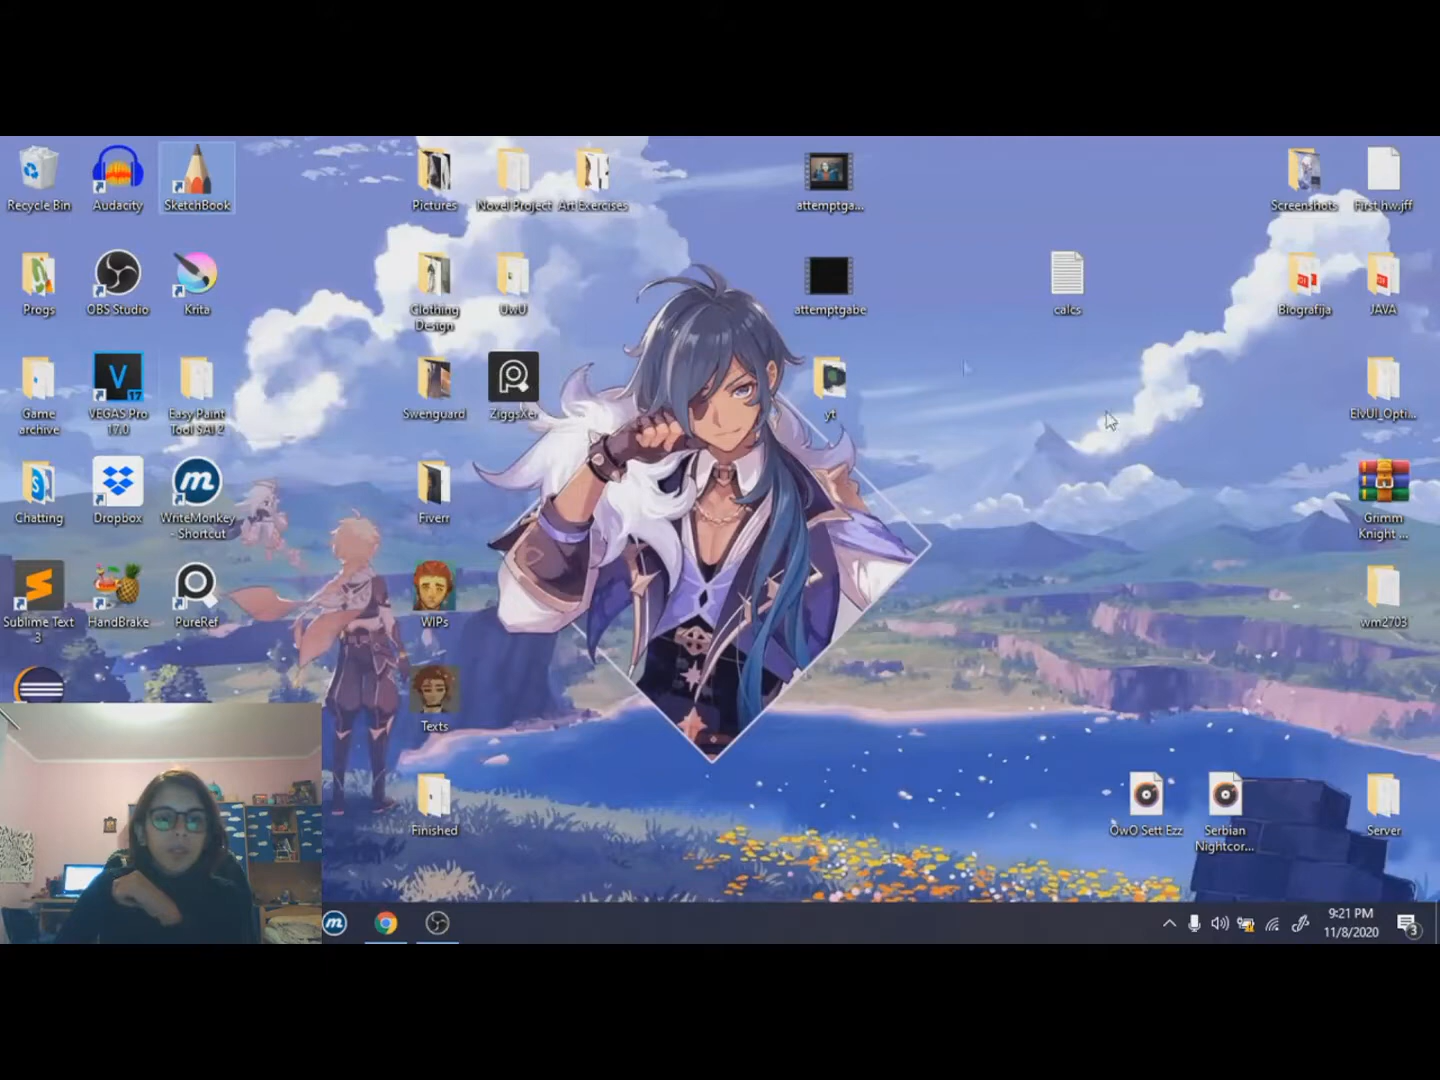 Recycle Bin
Audacity
SketchBook
Pictures
Novel Project
Art Exercises
attemptga...
Screenshots
First hw.jff
Progs
OBS Studio
Krita
Clothing
Design
UwU
attemptgabe
calcs
Biografija
JAVA
Game
archive
VEGAS Pro
17.0
Easy Paint
Tool SAI 2
Swenguard
ZiggsXer
yt
ElvUI_Opti...
Chatting
Dropbox
WriteMonkey
- Shortcut
Fiverr
Grimm
Knight ...
Sublime Text
3
HandBrake
PureRef
WIPs
wm2703
Texts
Finished
OwO Sett Ezz
Serbian
Nightcor...
Server
9:21 PM
11/8/2020
3